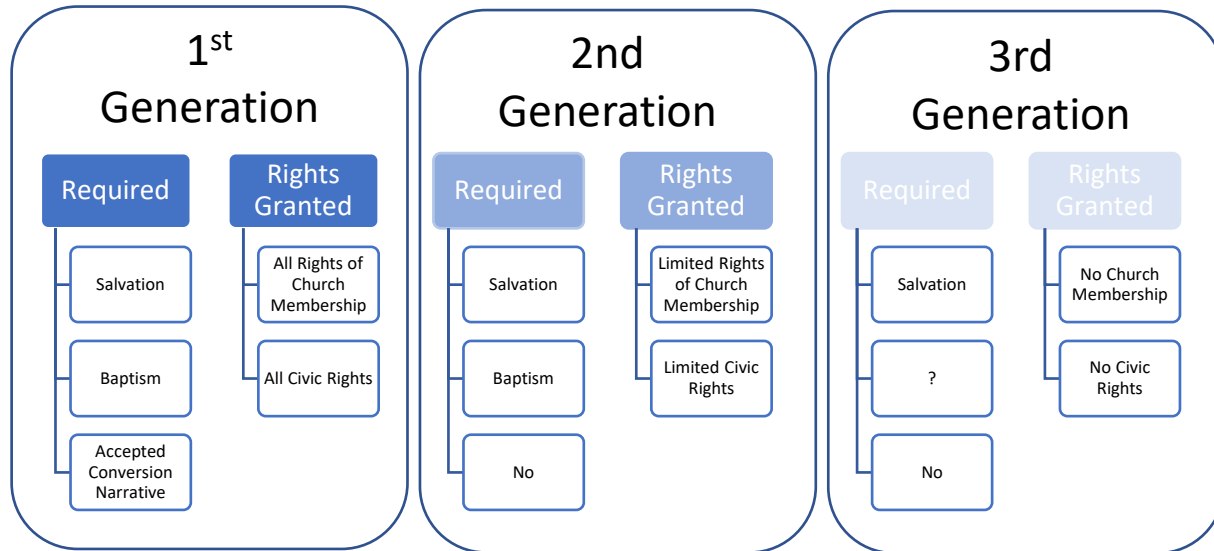 1st
Generation
Required
Rights
Granted
Salvation
All Rights of
Church
Membership
Baptism
All Civic Rights
Accepted
Conversion
Narrative
2nd
Generation
Required
Rights
Granted
Salvation
Limited Rights
of Church
Membership
Baptism
Limited Civic
Rights
No
3rd
Generation
Required
Rights
Granted
Salvation
No Church
Membership
?
No Civic
Rights
No